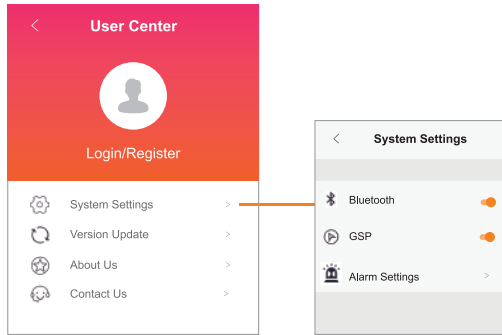 User Center
Login/Register
System Settings
Version Update
About Us
Contact Us
System Settings
Bluetooth
GSP
Alarm Settings